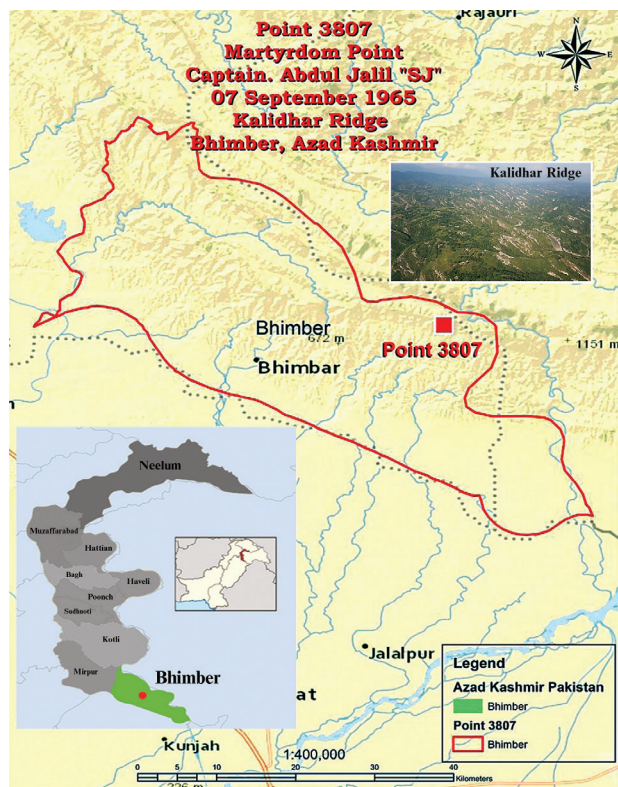 Rajauri
Point 3807
Martyrdom Point
Captain. Abdul Jalil "SJ"
07 September 1965
Kalidhar Ridge
Bhimber, Azad Kashmir
N
W E
S
Kalidhar Ridge
Bhimber
672 m
Point 3807
+ 1151 m
Bhimbar
Neelum
Muzaffarabad
Hattian
Bagh
Haveli
Poonch
Sudhnoti
Kotli
Mirpur
Bhimber
Jalalpur
at
Kunjah
Legend
Azad Kashmir Pakistan
Bhimber
Point 3807
Bhimber
1:400,000
0 5 10 20 30 40
Kilometers